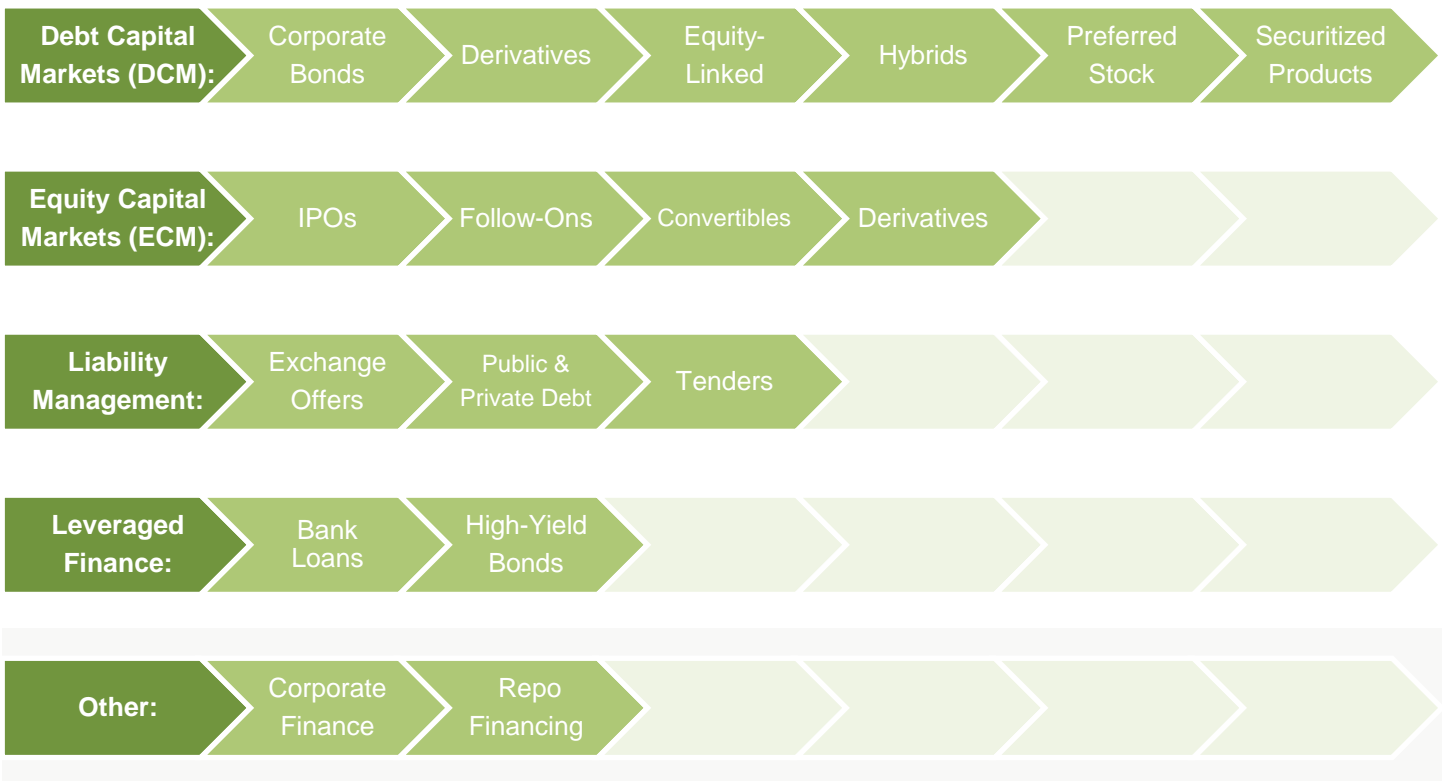 Debt Capital
Markets (DCM):
Corporate
Bonds
Derivatives
Equity-
Linked
Hybrids
Preferred
Stock
Securitized
Products
Equity Capital
Markets (ECM):
IPOs
Follow-Ons
Convertibles
Derivatives
Liability
Management:
Exchange
Offers
Public &
Private Debt
Tenders
Leveraged
Finance:
Bank
Loans
High-Yield
Bonds
Other:
Corporate
Finance
Repo
Financing